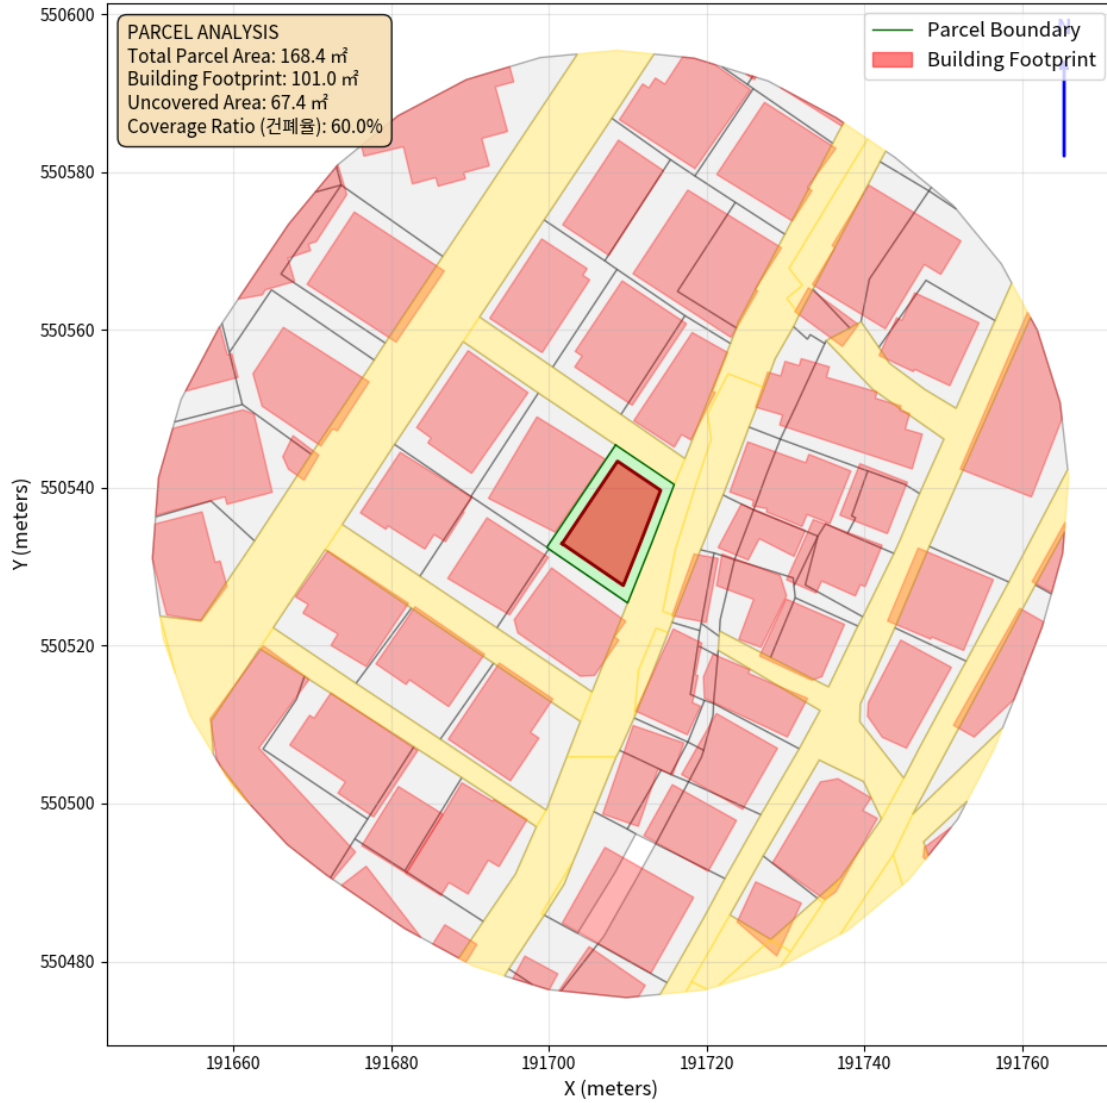 PARCEL ANALYSIS
Total Parcel Area: 168.4 ㎡
Building Footprint: 101.0 ㎡
Uncovered Area: 67.4 ㎡
Coverage Ratio (건폐율): 60.0%
Parcel Boundary
Building Footprint
N
550600
550580
550560
550540
550520
550500
550480
Y (meters)
191660
191680
191700
191720
191740
191760
X (meters)